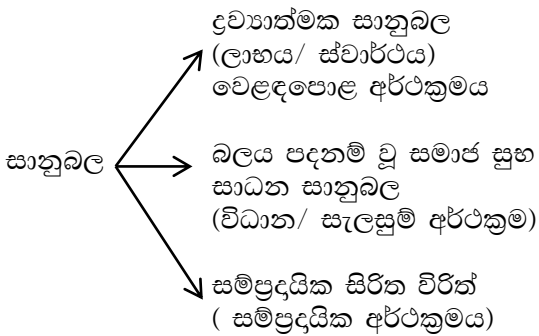 ද්‍රව්‍යාත්මක සානුබල
(ලාභය/ ස්වාර්ථය)
වෙළඳපොළ අර්ථක්‍රමය
සානුබල
බලය පදනම් වූ සමාජ සුභ
සාධන සානුබල
(විධාන/ සැලසුම් අර්ථක්‍රම)
සම්ප්‍රදායික සිරිත විරිත්
( සම්ප්‍රදායික අර්ථක්‍රමය)